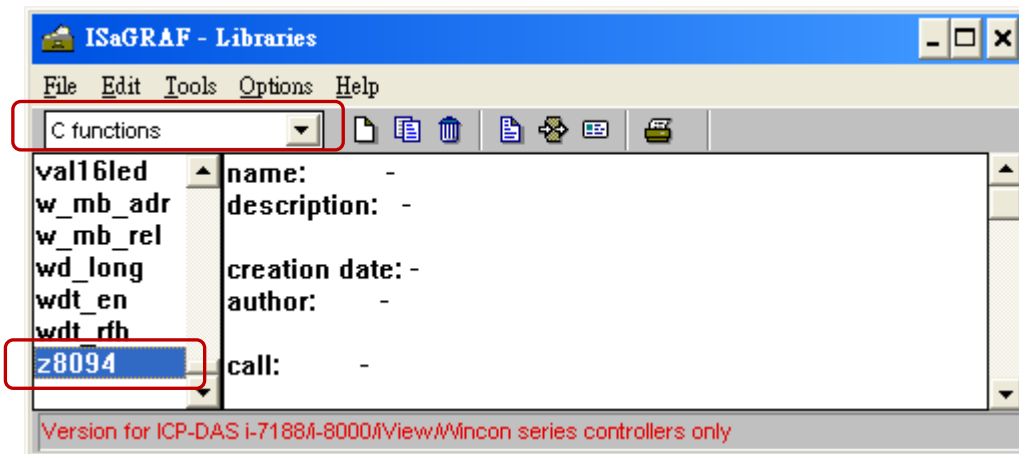 ISaGRAF - Libraries
File Edit Tools Options Help
C functions
val16led
w_mb_adr
w_mb_rel
wd_long
wdt_en
wdt_rfh
z8094
name: -
description: -
creation date: -
author: -
call: -
Version for ICP-DAS i-7188/i-8000/iView/Wincon series controllers only